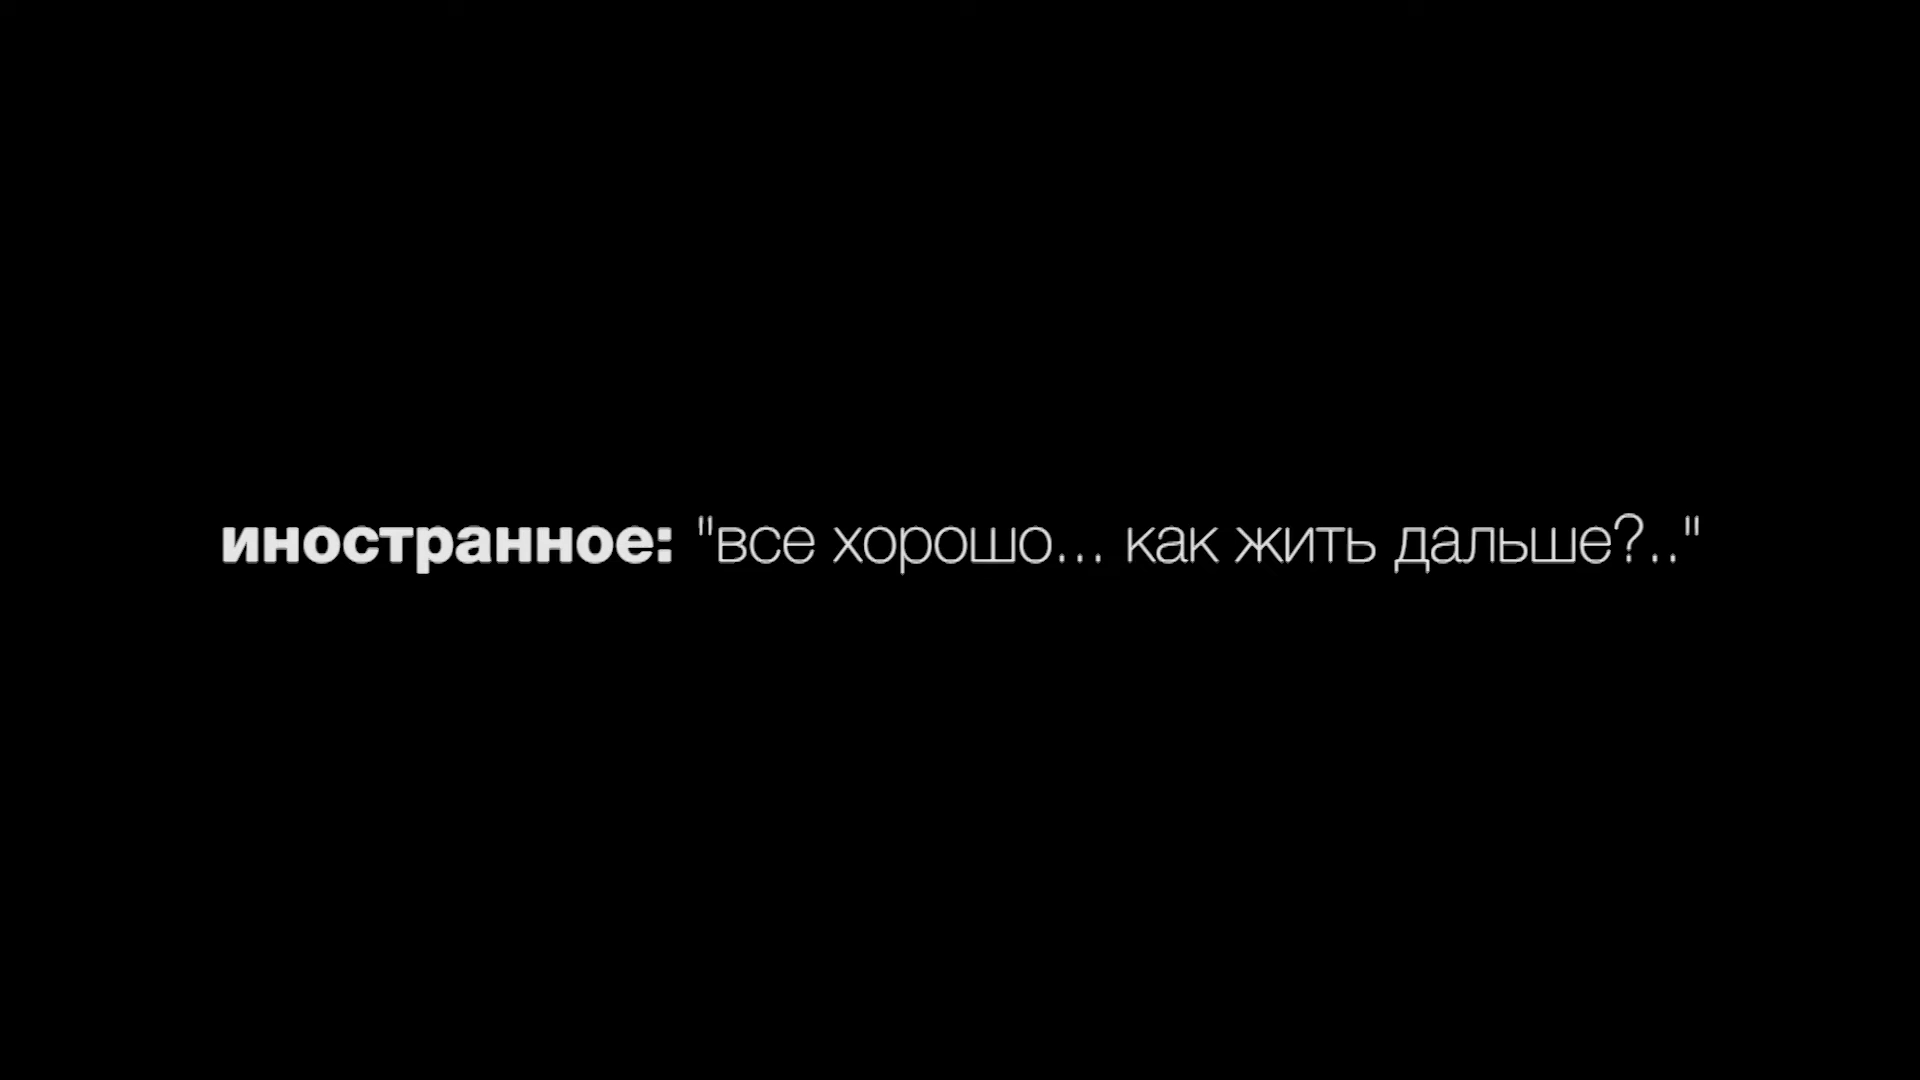 иностранное: "все хорошо... как жить дальше?.."